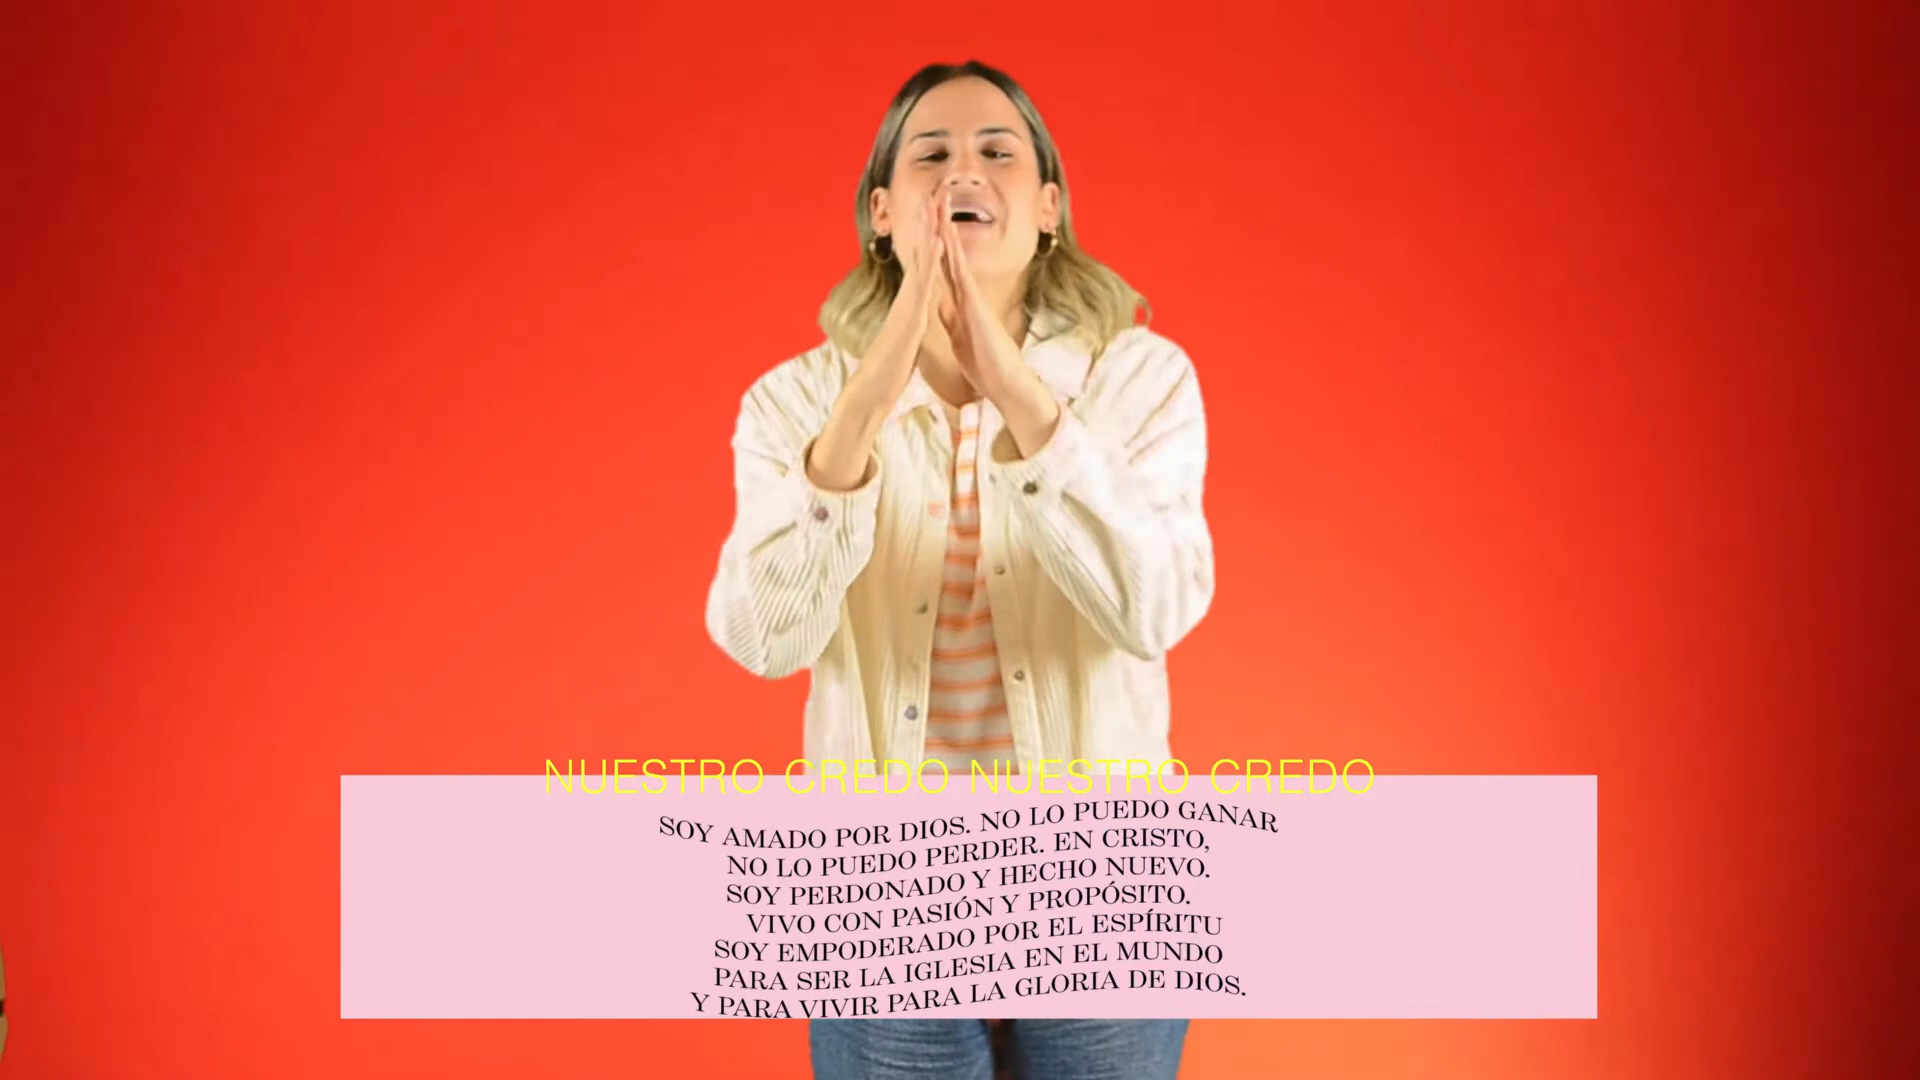 NUESTRO CREDO NUESTRO CREDO
SOY AMADO POR DIOS. NO LO PUEDO GANAR
NO LO PUEDO PERDER. EN CRISTO,
SOY PERDONADO Y HECHO NUEVO.
VIVO CON PASIÓN Y PROPÓSITO.
SOY EMPODERADO POR EL ESPÍRITU
PARA SER LA IGLESIA EN EL MUNDO
Y PARA VIVIR PARA LA GLORIA DE DIOS.